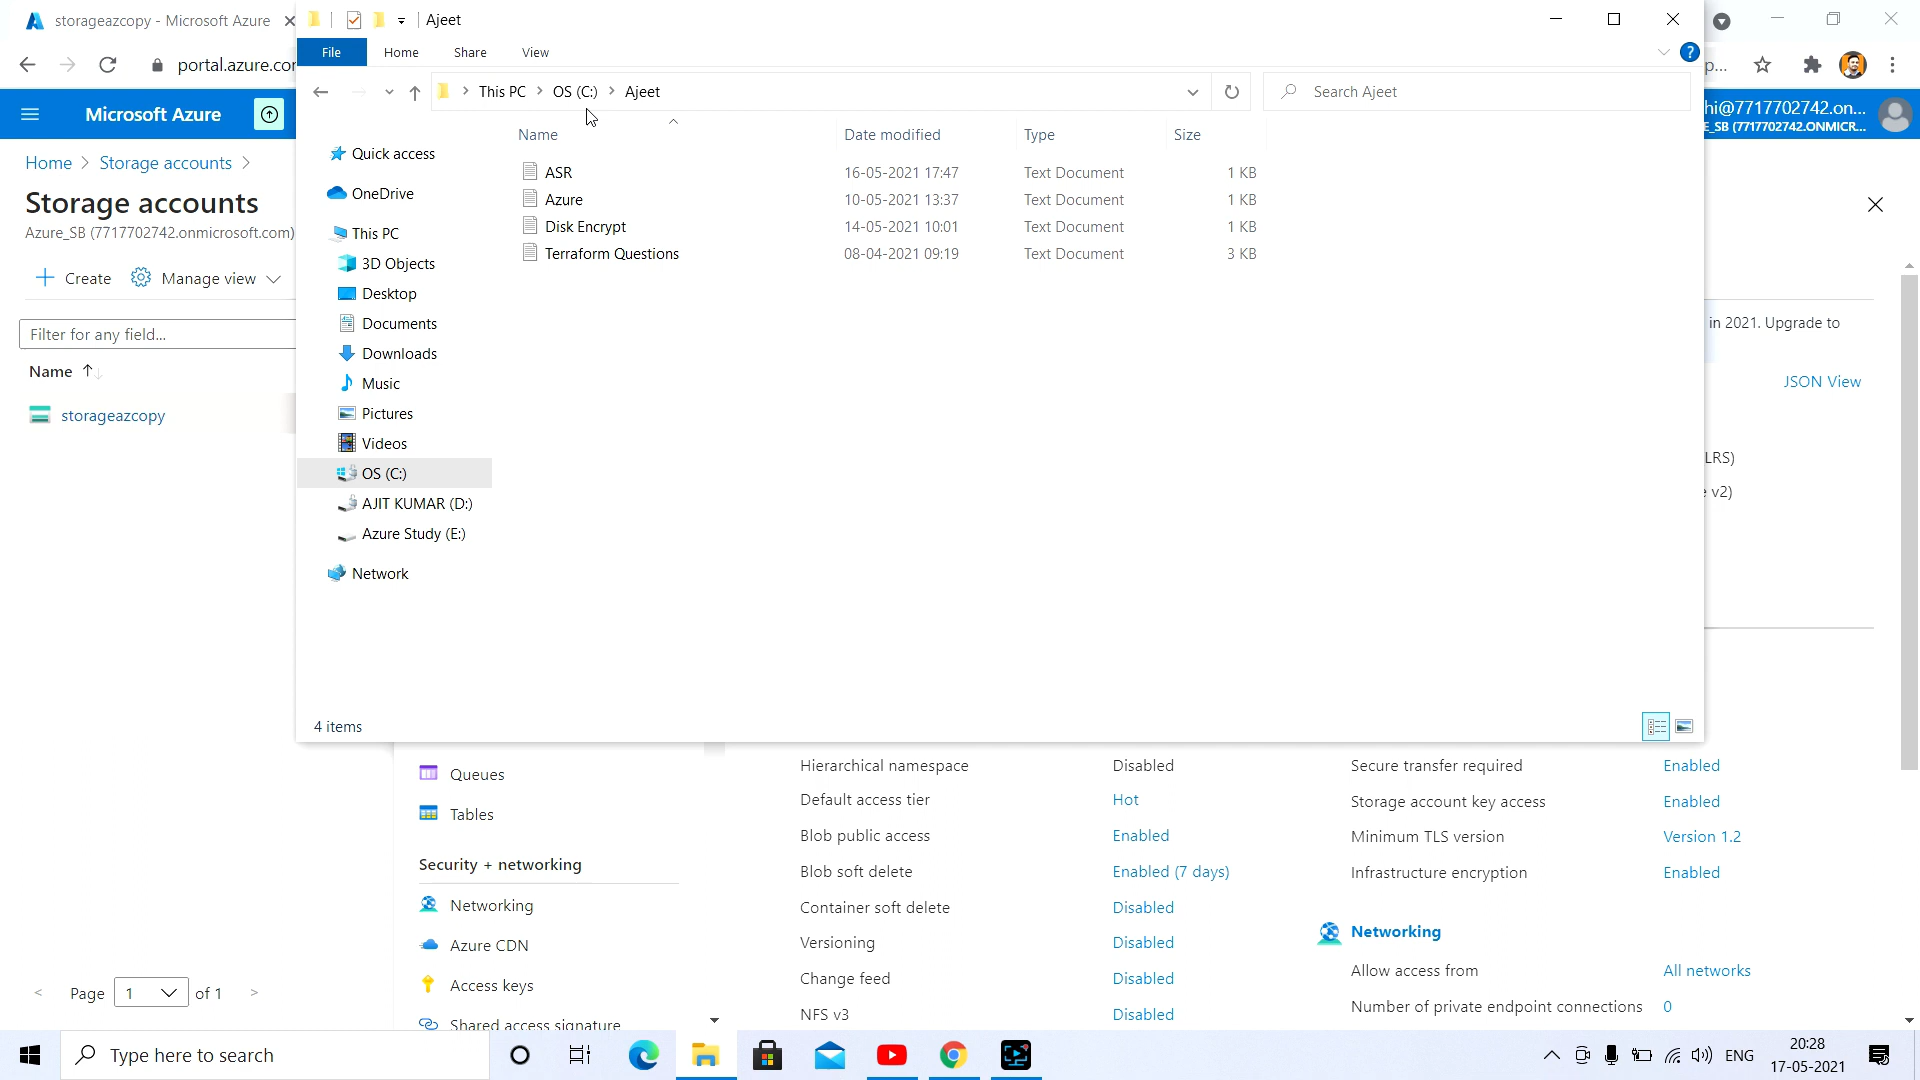 storageazcopy - Microsoft Azure
Ajeet
File Home Share View
portal.azure.cor
p...
This PC > OS (C:) > Ajeet
Search Ajeet
Microsoft Azure
hi@7717702742.on...
E_SB (7717702742.ONMICR...
Home > Storage accounts >
Storage accounts
Azure_SB (7717702742.onmicrosoft.com)
Create Manage view
Filter for any field...
Name
storageazcopy
Page 1 of 1
Quick access
OneDrive
This PC
3D Objects
Desktop
Documents
Downloads
Music
Pictures
Videos
OS (C:)
AJIT KUMAR (D:)
Azure Study (E:)
Network
Name Date modified Type Size
ASR 16-05-2021 17:47 Text Document 1 KB
Azure 10-05-2021 13:37 Text Document 1 KB
Disk Encrypt 14-05-2021 10:01 Text Document 1 KB
Terraform Questions 08-04-2021 09:19 Text Document 3 KB
4 items
in 2021. Upgrade to
JSON View
LRS)
v2)
Queues
Tables
Security + networking
Networking
Azure CDN
Access keys
Shared access signature
Hierarchical namespace Disabled
Default access tier Hot
Blob public access Enabled
Blob soft delete Enabled (7 days)
Container soft delete Disabled
Versioning Disabled
Change feed Disabled
NFS v3 Disabled
Secure transfer required Enabled
Storage account key access Enabled
Minimum TLS version Version 1.2
Infrastructure encryption Enabled
Networking
Allow access from All networks
Number of private endpoint connections 0
Type here to search
ENG
20:28
17-05-2021